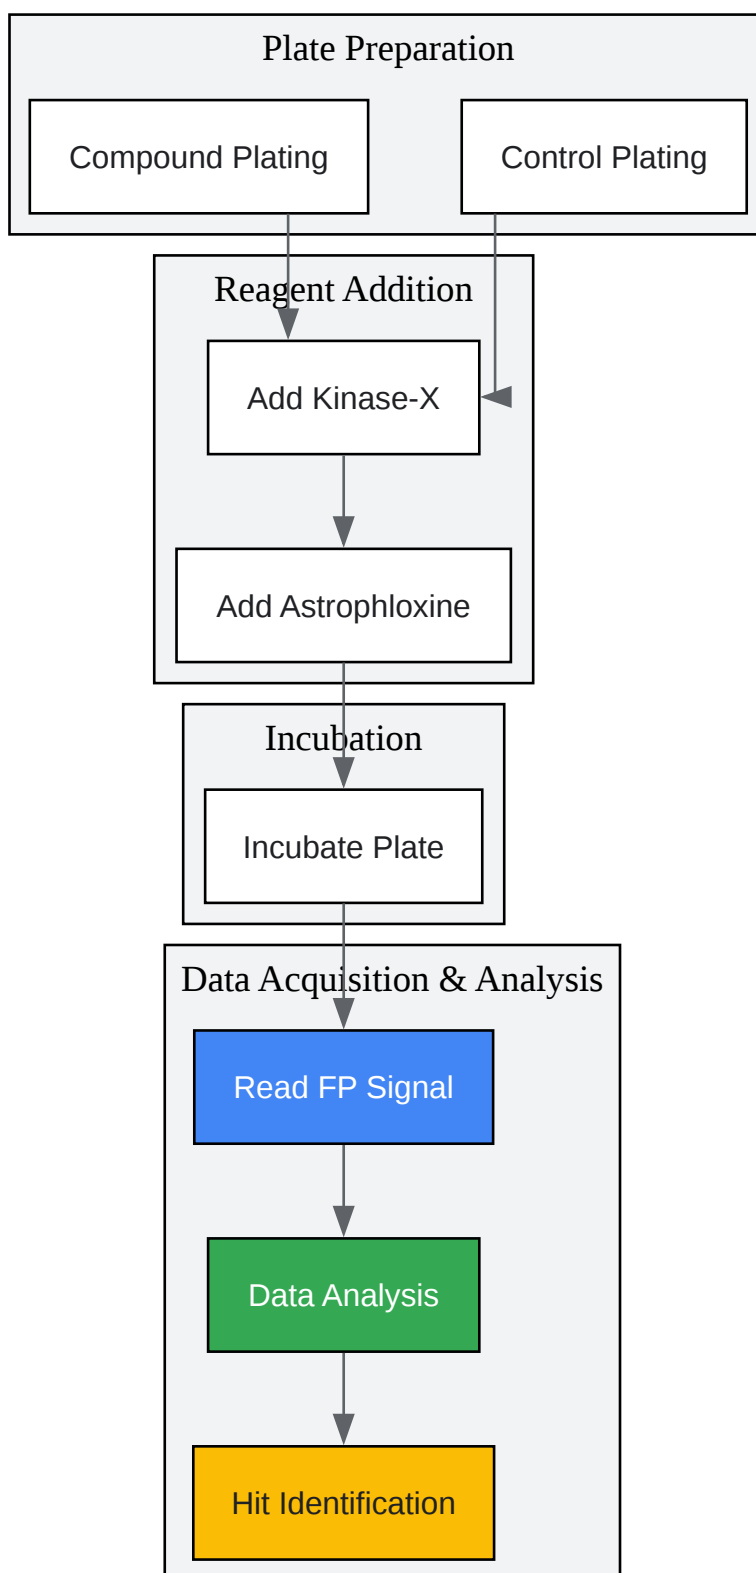 Plate Preparation
Compound Plating
Control Plating
Reagent Addition
Add Kinase-X
Add Astrophloxine
Incubation
Incubate Plate
Data Acquisition & Analysis
Read FP Signal
Data Analysis
Hit Identification